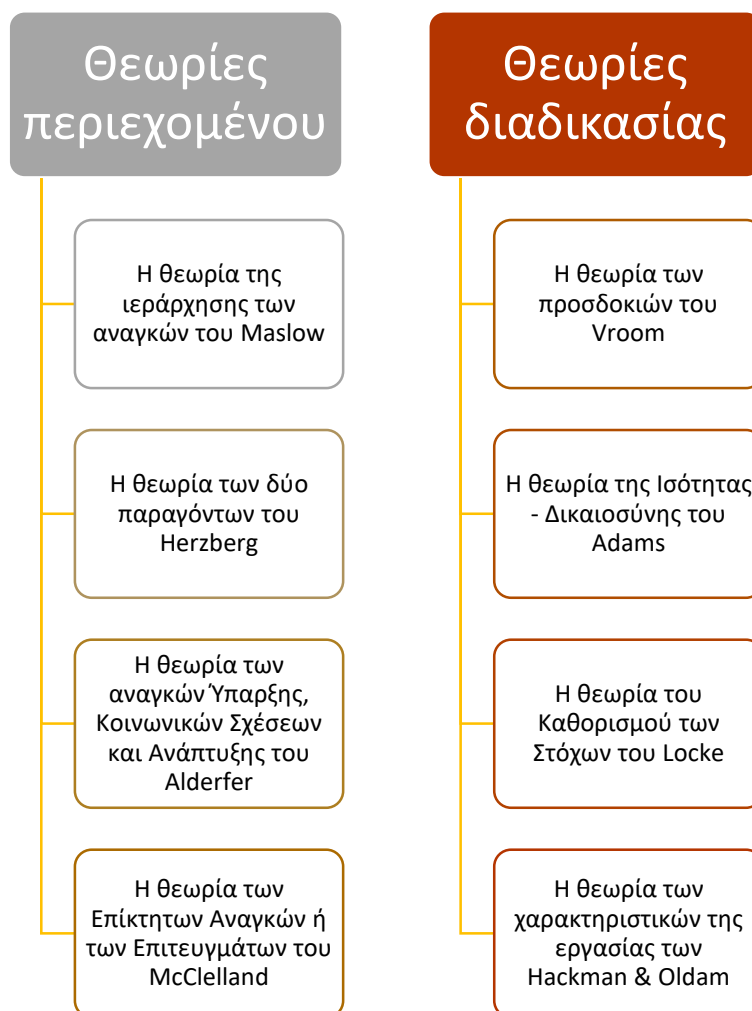 Θεωρίες
περιεχομένου
Η θεωρία της
ιεράρχησης των
αναγκών του Maslow
Η θεωρία των δύο
παραγόντων του
Herzberg
Η θεωρία των
αναγκών Ύπαρξης,
Κοινωνικών Σχέσεων
και Ανάπτυξης του
Alderfer
Η θεωρία των
Επίκτητων Αναγκών ή
των Επιτευγμάτων του
McClelland
Θεωρίες
διαδικασίας
Η θεωρία των
προσδοκιών του
Vroom
Η θεωρία της Ισότητας
- Δικαιοσύνης του
Adams
Η θεωρία του
Καθορισμού των
Στόχων του Locke
Η θεωρία των
χαρακτηριστικών της
εργασίας των
Hackman & Oldam